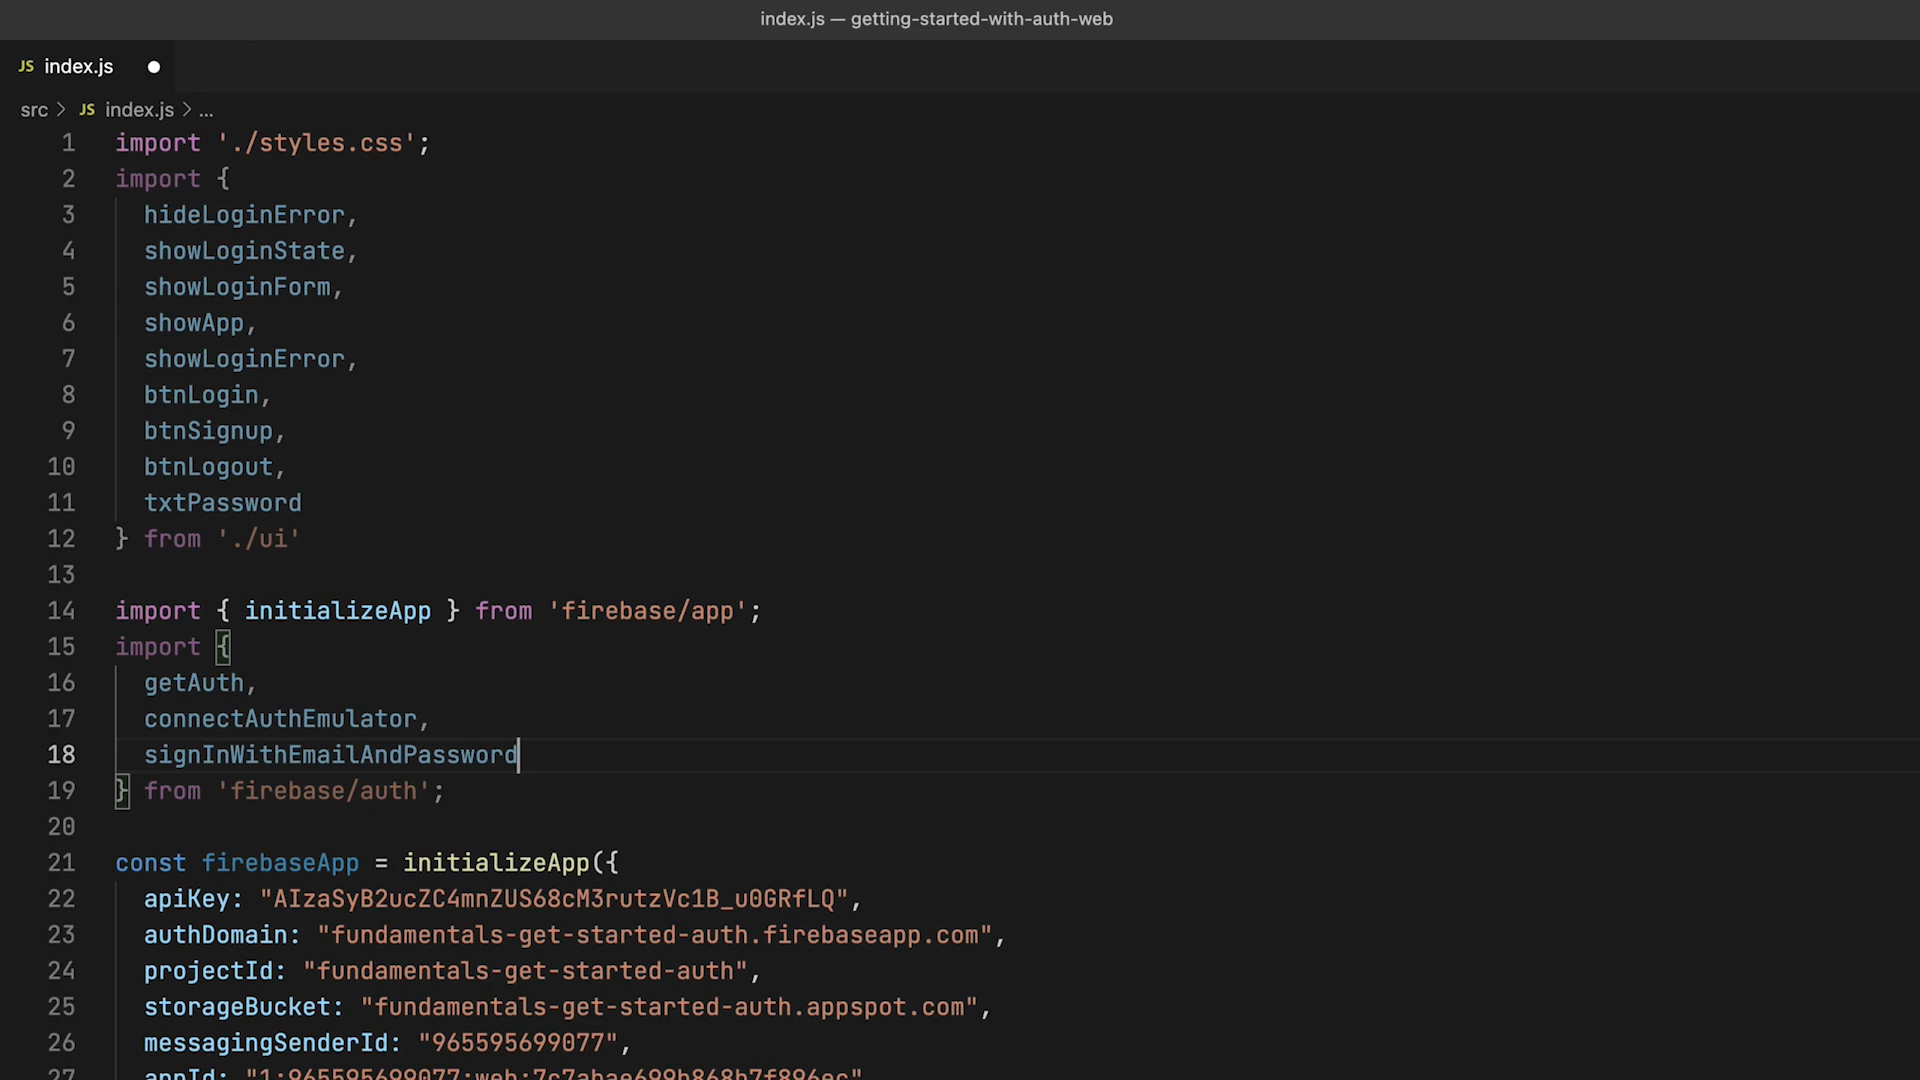 index.js — getting-started-with-auth-web
JS index.js
src > JS index.js > ...
1 import './styles.css';
2 import {
3 hideLoginError,
4 showLoginState,
5 showLoginForm,
6 showApp,
7 showLoginError,
8 btnLogin,
9 btnSignup,
10 btnLogout,
11 txtPassword
12 } from './ui'
13
14 import { initializeApp } from 'firebase/app';
15 import {
16 getAuth,
17 connectAuthEmulator,
18 signInWithEmailAndPassword
19 } from 'firebase/auth';
20
21 const firebaseApp = initializeApp({
22 apiKey: "AIzaSyB2ucZC4mnZUS68cM3rutzVc1B_u0GRfLQ",
23 authDomain: "fundamentals-get-started-auth.firebaseapp.com",
24 projectId: "fundamentals-get-started-auth",
25 storageBucket: "fundamentals-get-started-auth.appspot.com",
26 messagingSenderId: "965595699077",
27 appId: